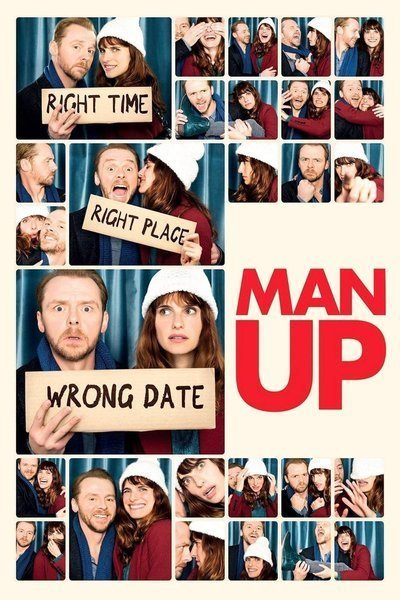 RIGHT TIME
RIGHT PLACE
WRONG DATE
MAN
UP